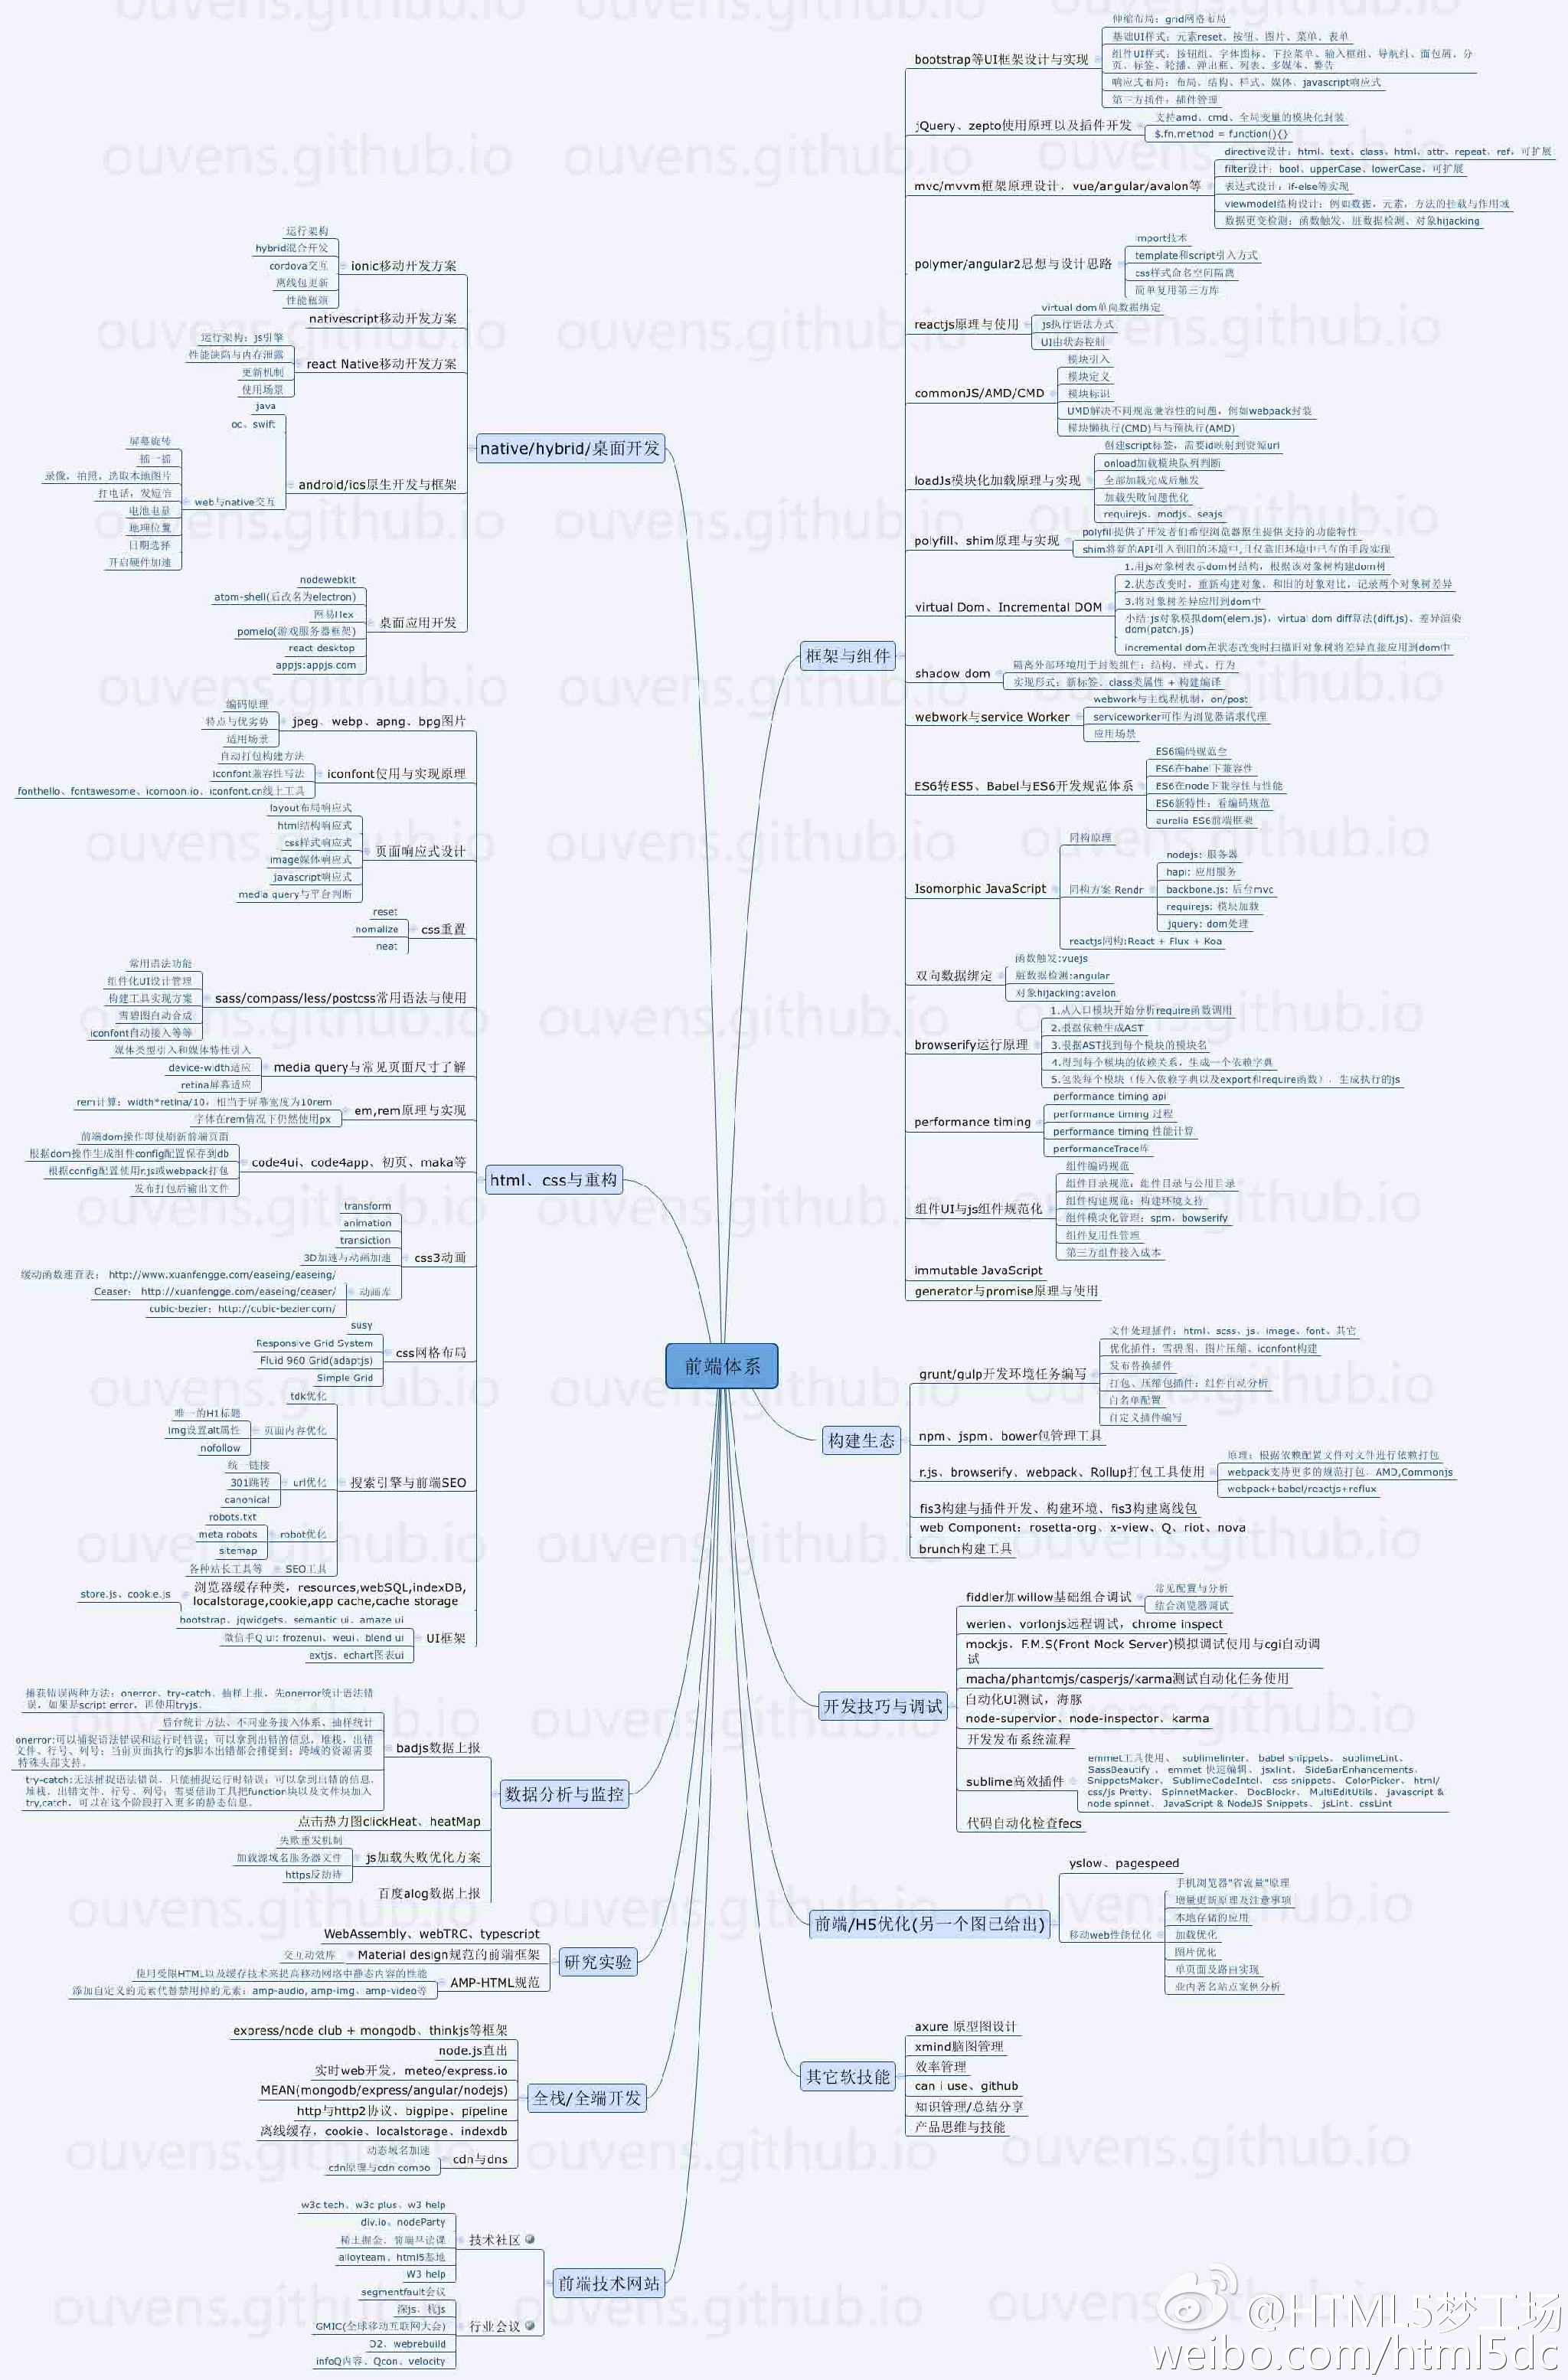 前端体系
框架与组件
bootstrap等UI框架设计与实现
伸缩布局：grid网格布局
基础UI样式：元素reset、按钮、图片、菜单、表单
组件UI样式：按钮组、字体图标、下拉菜单、输入框组、导航组、面包屑、分
页、标签、轮播、弹出框、列表、多媒体、警告
响应式布局：布局、结构、样式、媒体、javascript响应式
第三方插件：插件管理
jQuery、zepto使用原理以及插件开发
支持amd、cmd、全局变量的模块化封装
$.fn.method = function(){}
mvc/mvvm框架原理设计，vue/angular/avalon等
directive设计：html、text、class、html、attr、repeat、ref，可扩展
filter设计：bool、upperCase、lowerCase，可扩展
表达式设计：if-else等实现
viewmodel结构设计：例如数据，元素，方法的挂载与作用域
数据更变检测：函数触发、脏数据检测、对象hijacking
polymer/angular2思想与设计思路
import技术
template和script引入方式
css样式命名空间隔离
简单复用第三方库
reactjs原理与使用
virtual dom单向数据绑定
js执行语法方式
UI由状态控制
commonJS/AMD/CMD
模块引入
模块定义
模块标识
UMD解决不同规范兼容性的问题，例如webpack封装
模块懒执行(CMD)与与预执行(AMD)
loadJs模块化加载原理与实现
创建script标签，需要id映射到资源url
onload加载模块队列判断
全部加载完成后触发
加载失败问题优化
requirejs、modjs、seajs
polyfill、shim原理与实现
polyfill提供了开发者们希望浏览器原生提供支持的功能特性
shim将新的API引入到旧的环境中,且仅靠旧环境中已有的手段实现
virtual Dom、Incremental DOM
1.用js对象树表示dom树结构，根据该对象树构建dom树
2.状态改变时，重新构建对象，和旧的对象对比，记录两个对象树差异
3.将对象树差异应用到dom中
小结:js对象模拟dom(elem.js)，virtual dom diff算法(diff.js)、差异渲染
dom(patch.js)
incremental dom在状态改变时扫描旧对象树将差异直接应用到dom中
shadow dom
隔离外部环境用于封装组件：结构、样式、行为
实现形式：新标签、class类属性 + 构建编译
webwork与service Worker
webwork与主线程机制，on/post
serviceworker可作为浏览器请求代理
应用场景
ES6转ES5、Babel与ES6开发规范体系
ES6编码规范全
ES6在babel下兼容性
ES6在node下兼容性与性能
ES6新特性：看编码规范
aurelia ES6前端框架
Isomorphic JavaScript
同构原理
同构方案 Rendr
nodejs: 服务器
hapi: 应用服务
backbone.js: 后台mvc
requirejs: 模块加载
jquery: dom处理
reactjs同构:React + Flux + Koa
双向数据绑定
函数触发:vuejs
脏数据检测:angular
对象hijacking:avalon
browserify运行原理
1.从入口模块开始分析require函数调用
2.根据依赖生成AST
3.根据AST找到每个模块的模块名
4.得到每个模块的依赖关系，生成一个依赖字典
5.包装每个模块（传入依赖字典以及export和require函数），生成执行的js
performance timing
performance timing api
performance timing 过程
performance timing 性能计算
performanceTrace库
组件UI与js组件规范化
组件编码规范
组件目录规范：组件目录与公用目录
组件构建规范：构建环境支持
组件模块化管理：spm，bowserify
组件复用性管理
第三方组件接入成本
immutable JavaScript
generator与promise原理与使用
构建生态
grunt/gulp开发环境任务编写
文件处理插件：html、scss、js、image、font、其它
优化插件：雪碧图、图片压缩、iconfont构建
发布替换插件
打包、压缩包插件：组件自动分析
白名单配置
自定义插件编写
npm、jspm、bower包管理工具
r.js、browserify、webpack、Rollup打包工具使用
原理：根据依赖配置文件对文件进行依赖打包
webpack支持更多的规范打包，AMD,Commonjs
webpack+babel/reactjs+reflux
fis3构建与插件开发、构建环境、fis3构建离线包
web Component：rosetta-org、x-view、Q、riot、nova
brunch构建工具
开发技巧与调试
fiddler加willow基础组合调试
常见配置与分析
结合浏览器调试
werien、vorlonjs远程调试，chrome inspect
mockjs，F.M.S(Front Mock Server)模拟调试使用与cgi自动调
试
macha/phantomjs/casperjs/karma测试自动化任务使用
自动化UI测试，海豚
node-supervior、node-inspector、karma
开发发布系统流程
sublime高效插件
emmet工具使用、 sublimelinter、 babel snippets、 sublimeLint、
SassBeautify 、 emmet 快速编辑、 jsxlint、 SideBarEnhancements、
SnippetsMaker、 SublimeCodeIntel、 css snippets、 ColorPicker、 html/
css/js Pretty、 SpinnetMacker、 DocBlockr、 MultiEditUtils、 javascript &
node spinnet、 JavaScript & NodeJS Snippets、 jsLint、cssLint
代码自动化检查fecs
前端/H5优化(另一个图已给出)
yslow、pagespeed
移动web性能优化
手机浏览器"省流量"原理
增量更新原理及注意事项
本地存储的应用
加载优化
图片优化
单页面及路由实现
业内著名站点案例分析
其它软技能
axure 原型图设计
xmind脑图管理
效率管理
can i use、github
知识管理/总结分享
产品思维与技能
native/hybrid/桌面开发
ionic移动开发方案
运行架构
hybrid混合开发
cordova交互
离线包更新
性能瓶颈
nativescript移动开发方案
react Native移动开发方案
运行架构：js引擎
性能缺陷与内存泄露
更新机制
使用场景
android/ios原生开发与框架
java
oc、swift
web与native交互
屏幕旋转
摇一摇
录像，拍照，选取本地图片
打电话，发短信
电池电量
地理位置
日期选择
开启硬件加速
桌面应用开发
nodewebkit
atom-shell(后改名为electron)
网易Hex
pomelo(游戏服务器框架)
react desktop
appjs:appjs.com
html、css与重构
jpeg、webp、apng、bpg图片
编码原理
特点与优劣势
适用场景
iconfont使用与实现原理
自动打包构建方法
iconfont兼容性写法
fonthello、fontawesome、icomoon.io、iconfont.cn线上工具
页面响应式设计
layout布局响应式
html结构响应式
css样式响应式
image媒体响应式
javascript响应式
media query与平台判断
css重置
reset
nomalize
neat
sass/compass/less/postcss常用语法与使用
常用语法功能
组件化UI设计管理
构建工具实现方案
雪碧图自动合成
iconfont自动接入等等
media query与常见页面尺寸了解
媒体类型引入和媒体特性引入
device-width适应
retina屏幕适应
em,rem原理与实现
rem计算：width*retina/10，相当于屏幕宽度为10rem
字体在rem情况下仍然使用px
code4ui、code4app、初页、maka等
前端dom操作即使刷新前端页面
根据dom操作生成组件config配置保存到db
根据config配置使用r.js或webpack打包
发布打包后输出文件
css3动画
transform
animation
transiction
3D加速与动画加速
动画库
缓动函数速查表： http://www.xuanfengge.com/easeing/easeing/
Ceaser： http://xuanfengge.com/easeing/ceaser/
cubic-bezier：http://cubic-bezier.com/
css网格布局
susy
Responsive Grid System
Fluid 960 Grid(adaptjs)
Simple Grid
搜索引擎与前端SEO
tdk优化
页面内容优化
唯一的H1标题
img设置alt属性
nofollow
url优化
统一链接
301跳转
canonical
robot优化
robots.txt
meta robots
sitemap
SEO工具
各种站长工具等
浏览器缓存种类，resources,webSQL,indexDB,
localstorage,cookie,app cache,cache storage
store.js、cookie.js
UI框架
bootstrap、jqwidgets、semantic ui、amaze ui
微信手Q ui: frozenui、weui、blend ui
extjs、echart图表ui
数据分析与监控
badjs数据上报
捕获错误两种方法：onerror、try-catch。抽样上报，先onerror统计语法错
误，如果是script error，再使用tryjs。
后台统计方法、不同业务接入体系、抽样统计
onerror:可以捕捉语法错误和运行时错误；可以拿到出错的信息，堆栈，出错
文件、行号、列号；当前页面执行的js脚本出错都会捕捉到；跨域的资源需要
特殊头部支持。
try-catch:无法捕捉语法错误，只能捕捉运行时错误；可以拿到出错的信息，
堆栈，出错文件、行号、列号；需要借助工具把function块以及文件块加入
try,catch，可以在这个阶段打入更多的静态信息。
点击热力图clickHeat、heatMap
js加载失败优化方案
失败重发机制
加载源域名服务器文件
https反劫持
百度alog数据上报
研究实验
WebAssembly、webTRC、typescript
Material design规范的前端框架
交互动效库
AMP-HTML规范
使用受限HTML以及缓存技术来提高移动网络中静态内容的性能
添加自定义的元素代替禁用掉的元素：amp-audio, amp-img、amp-video等
全栈/全端开发
express/node club + mongodb、thinkjs等框架
node.js直出
实时web开发，meteo/express.io
MEAN(mongodb/express/angular/nodejs)
http与http2协议、bigpipe、pipeline
离线缓存，cookie、localstorage、indexdb
cdn与dns
动态域名加速
cdn原理与cdn combo
前端技术网站
技术社区
w3c tech、w3c plus、w3 help
div.io、nodeParty
稀土掘金、前端早读课
alloyteam、html5基地
W3 help
行业会议
segmentfault会议
深js、杭js
GMIC(全球移动互联网大会)
D2、webrebuild
infoQ内容、Qcon、velocity
ouvens.github.io
@HTML5梦工场
weibo.com/html5dc